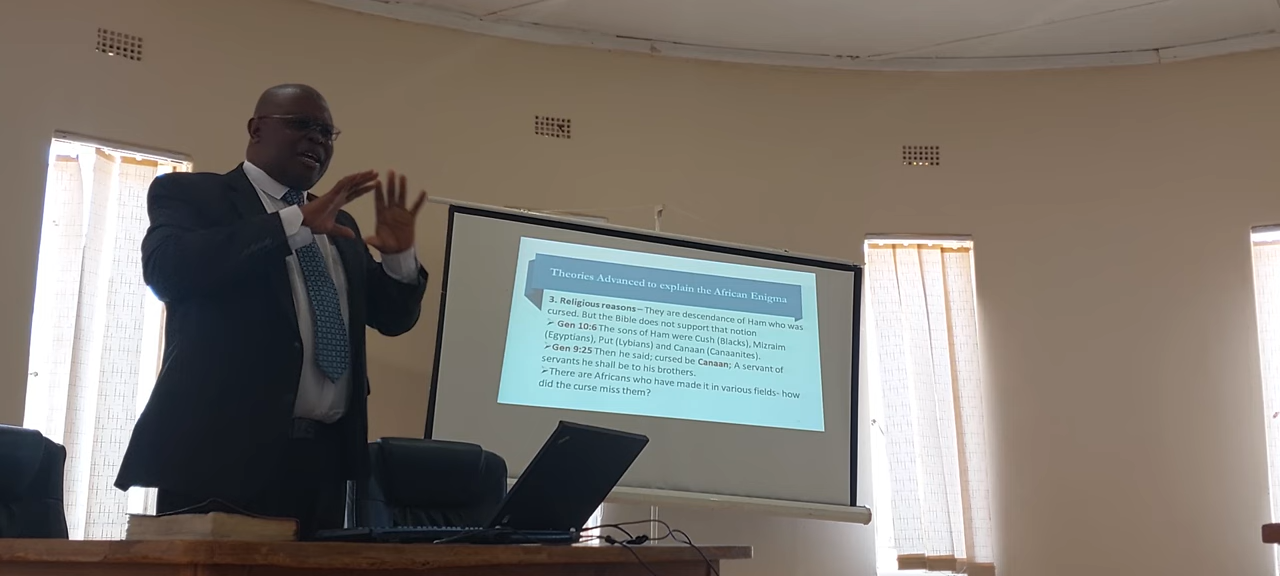 Theories Advanced to explain the African Enigma
3. Religious reasons– They are descendance of Ham who was
cursed. But the Bible does not support that notion
➢ Gen 10:6 The sons of Ham were Cush (Blacks), Mizraim
(Egyptians), Put (Lybians) and Canaan (Canaanites).
➢Gen 9:25 Then he said; cursed be Canaan; A servant of
servants he shall be to his brothers.
➢There are Africans who have made it in various fields- how
did the curse miss them?